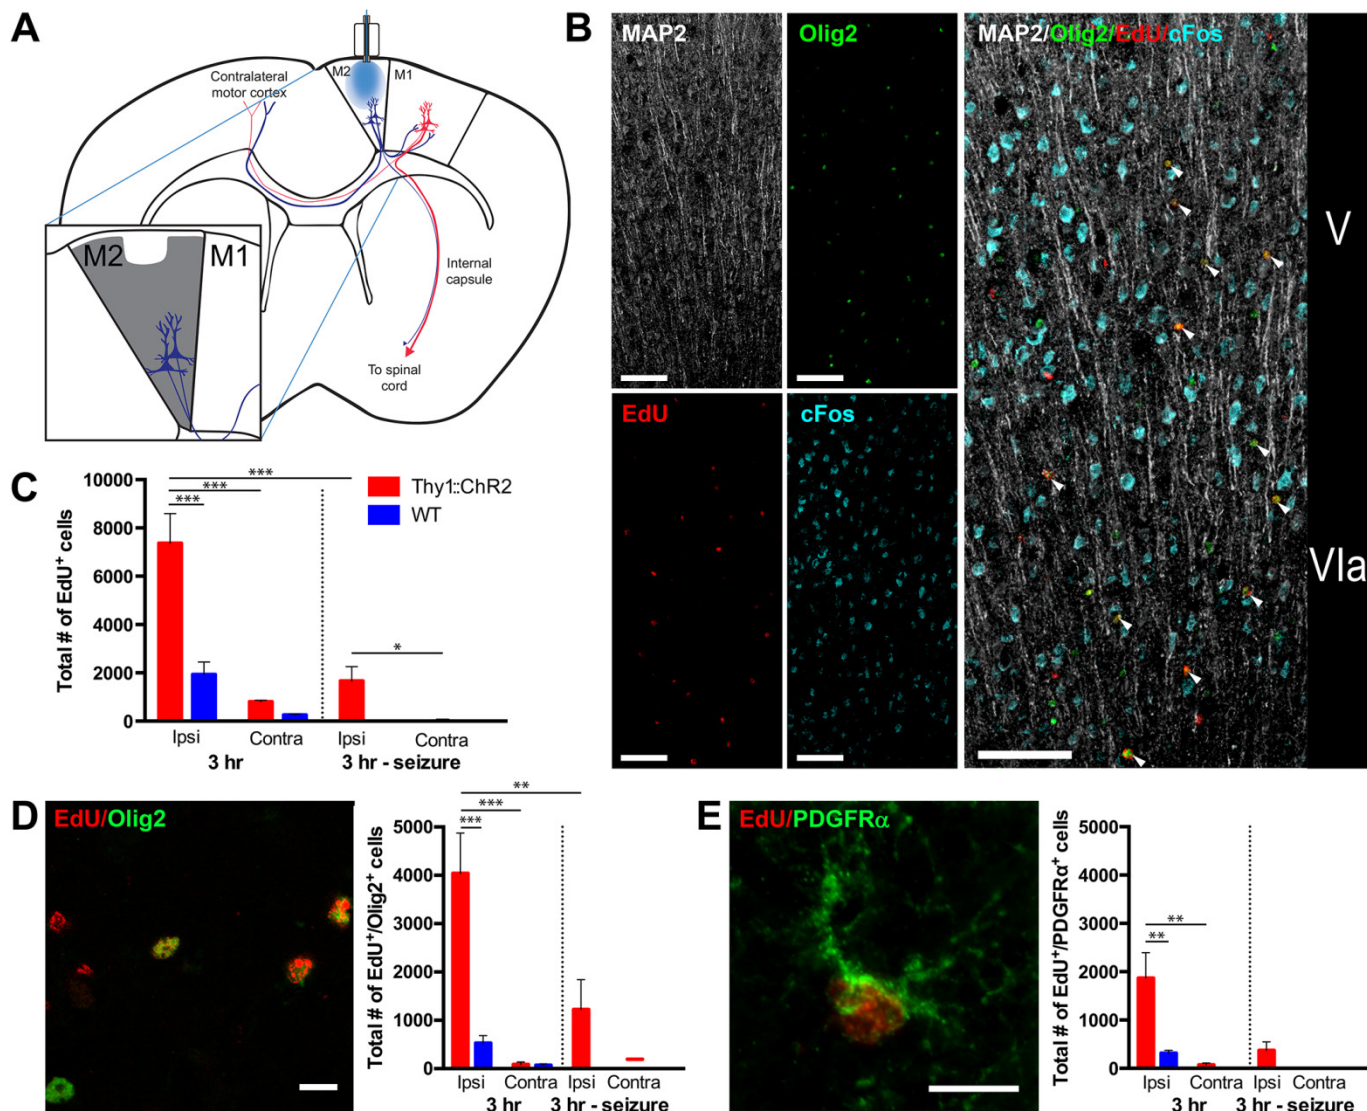 A
Contralateral
motor cortex
M2
M1
M2
M1
Internal
capsule
To spinal
cord
B
MAP2
Olig2
EdU
cFos
MAP2/Olig2/EdU/cFos
V
VIa
C
Total # of EdU+ cells
10000
8000
6000
4000
2000
0
***
***
***
*
Thy1::ChR2
WT
Ipsi
Contra
Ipsi
Contra
3 hr
3 hr - seizure
D
EdU/Olig2
Total # of EdU+/Olig2+ cells
5000
4000
3000
2000
1000
0
**
***
***
Ipsi
Contra
Ipsi
Contra
3 hr
3 hr - seizure
E
EdU/PDGFRα
Total # of EdU+/PDGFRα+ cells
5000
4000
3000
2000
1000
0
**
**
Ipsi
Contra
Ipsi
Contra
3 hr
3 hr - seizure